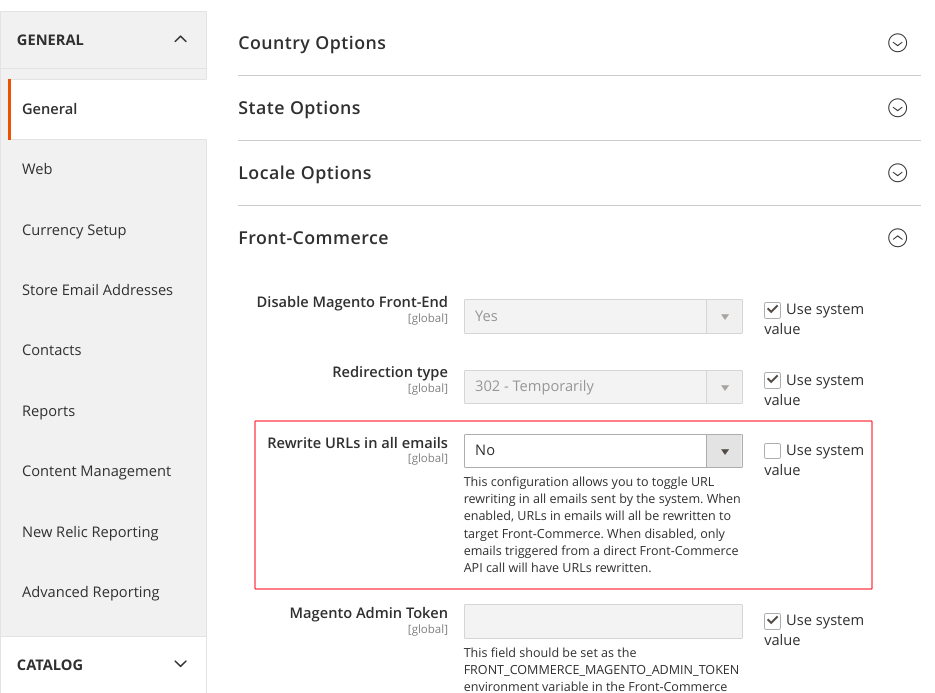 GENERAL
General
Web
Currency Setup
Store Email Addresses
Contacts
Reports
Content Management
New Relic Reporting
Advanced Reporting
CATALOG
Country Options
State Options
Locale Options
Front-Commerce
Disable Magento Front-End
[global]
Yes
Use system
value
Redirection type
[global]
302 - Temporarily
Use system
value
Rewrite URLs in all emails
[global]
No
Use system
value
This configuration allows you to toggle URL
rewriting in all emails sent by the system. When
enabled, URLs in emails will all be rewritten to
target Front-Commerce. When disabled, only
emails triggered from a direct Front-Commerce
API call will have URLs rewritten.
Magento Admin Token
[global]
Use system
value
This field should be set as the
FRONT_COMMERCE_MAGENTO_ADMIN_TOKEN
environment variable in the Front-Commerce